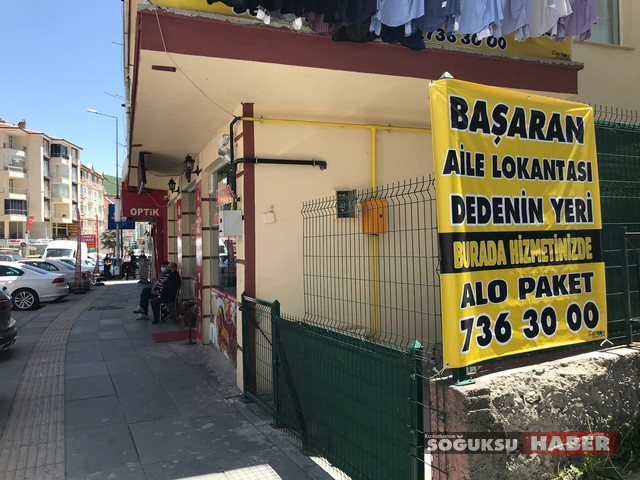 736 30 00
BAŞARAN
AİLE LOKANTASI
DEDENİN YERİ
BURADA HİZMETİNİZDE
ALO PAKET
736 30 00
OPTİK
SOĞUKSU HABER